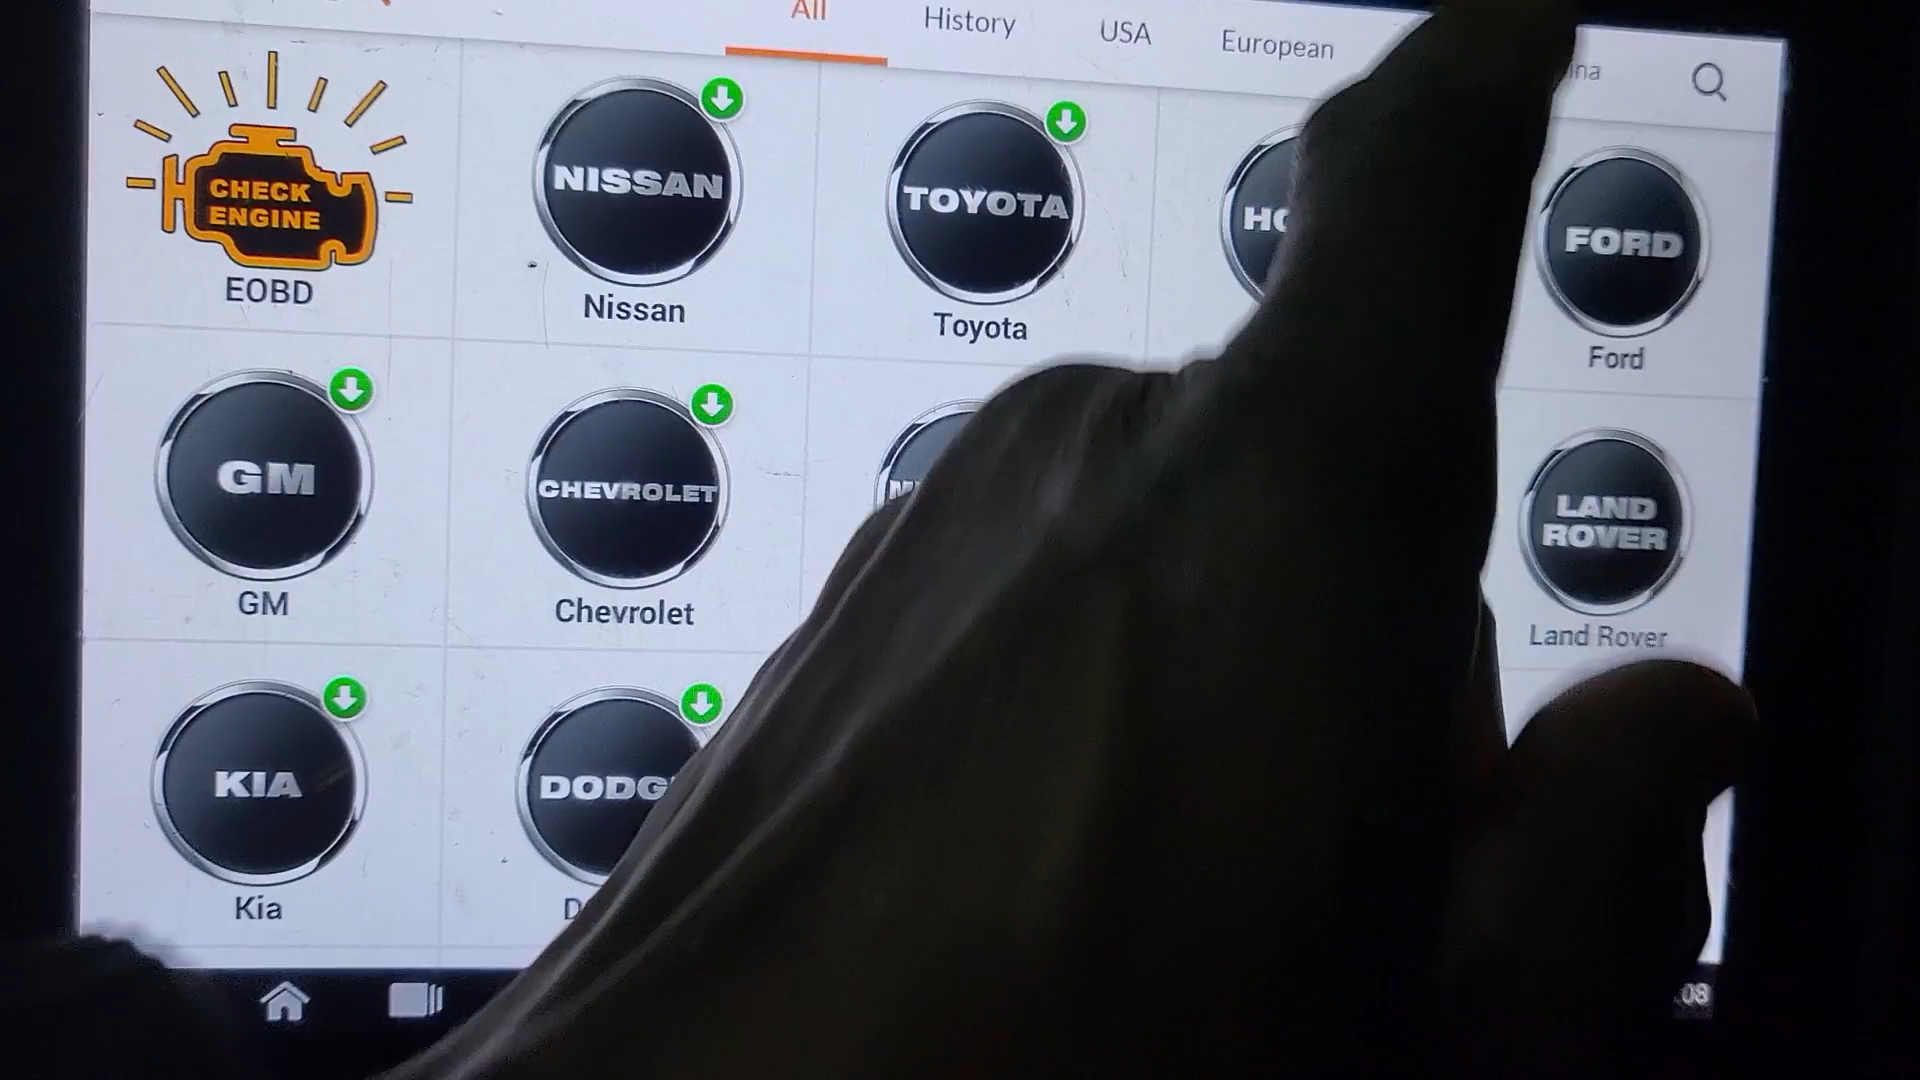 All
History
USA
European
CHECK
ENGINE
EOBD
NISSAN
Nissan
TOYOTA
Toyota
FORD
Ford
GM
GM
CHEVROLET
Chevrolet
LAND
ROVER
Land Rover
KIA
Kia
08